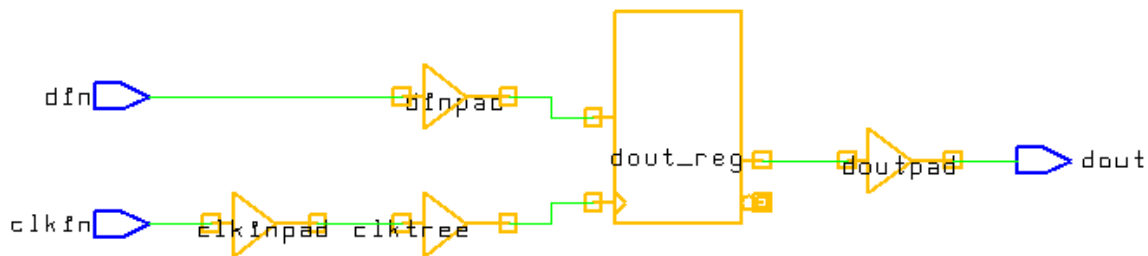 din
dinpad
dout_reg
doutpad
dout
clkin
clkinpad
clktree